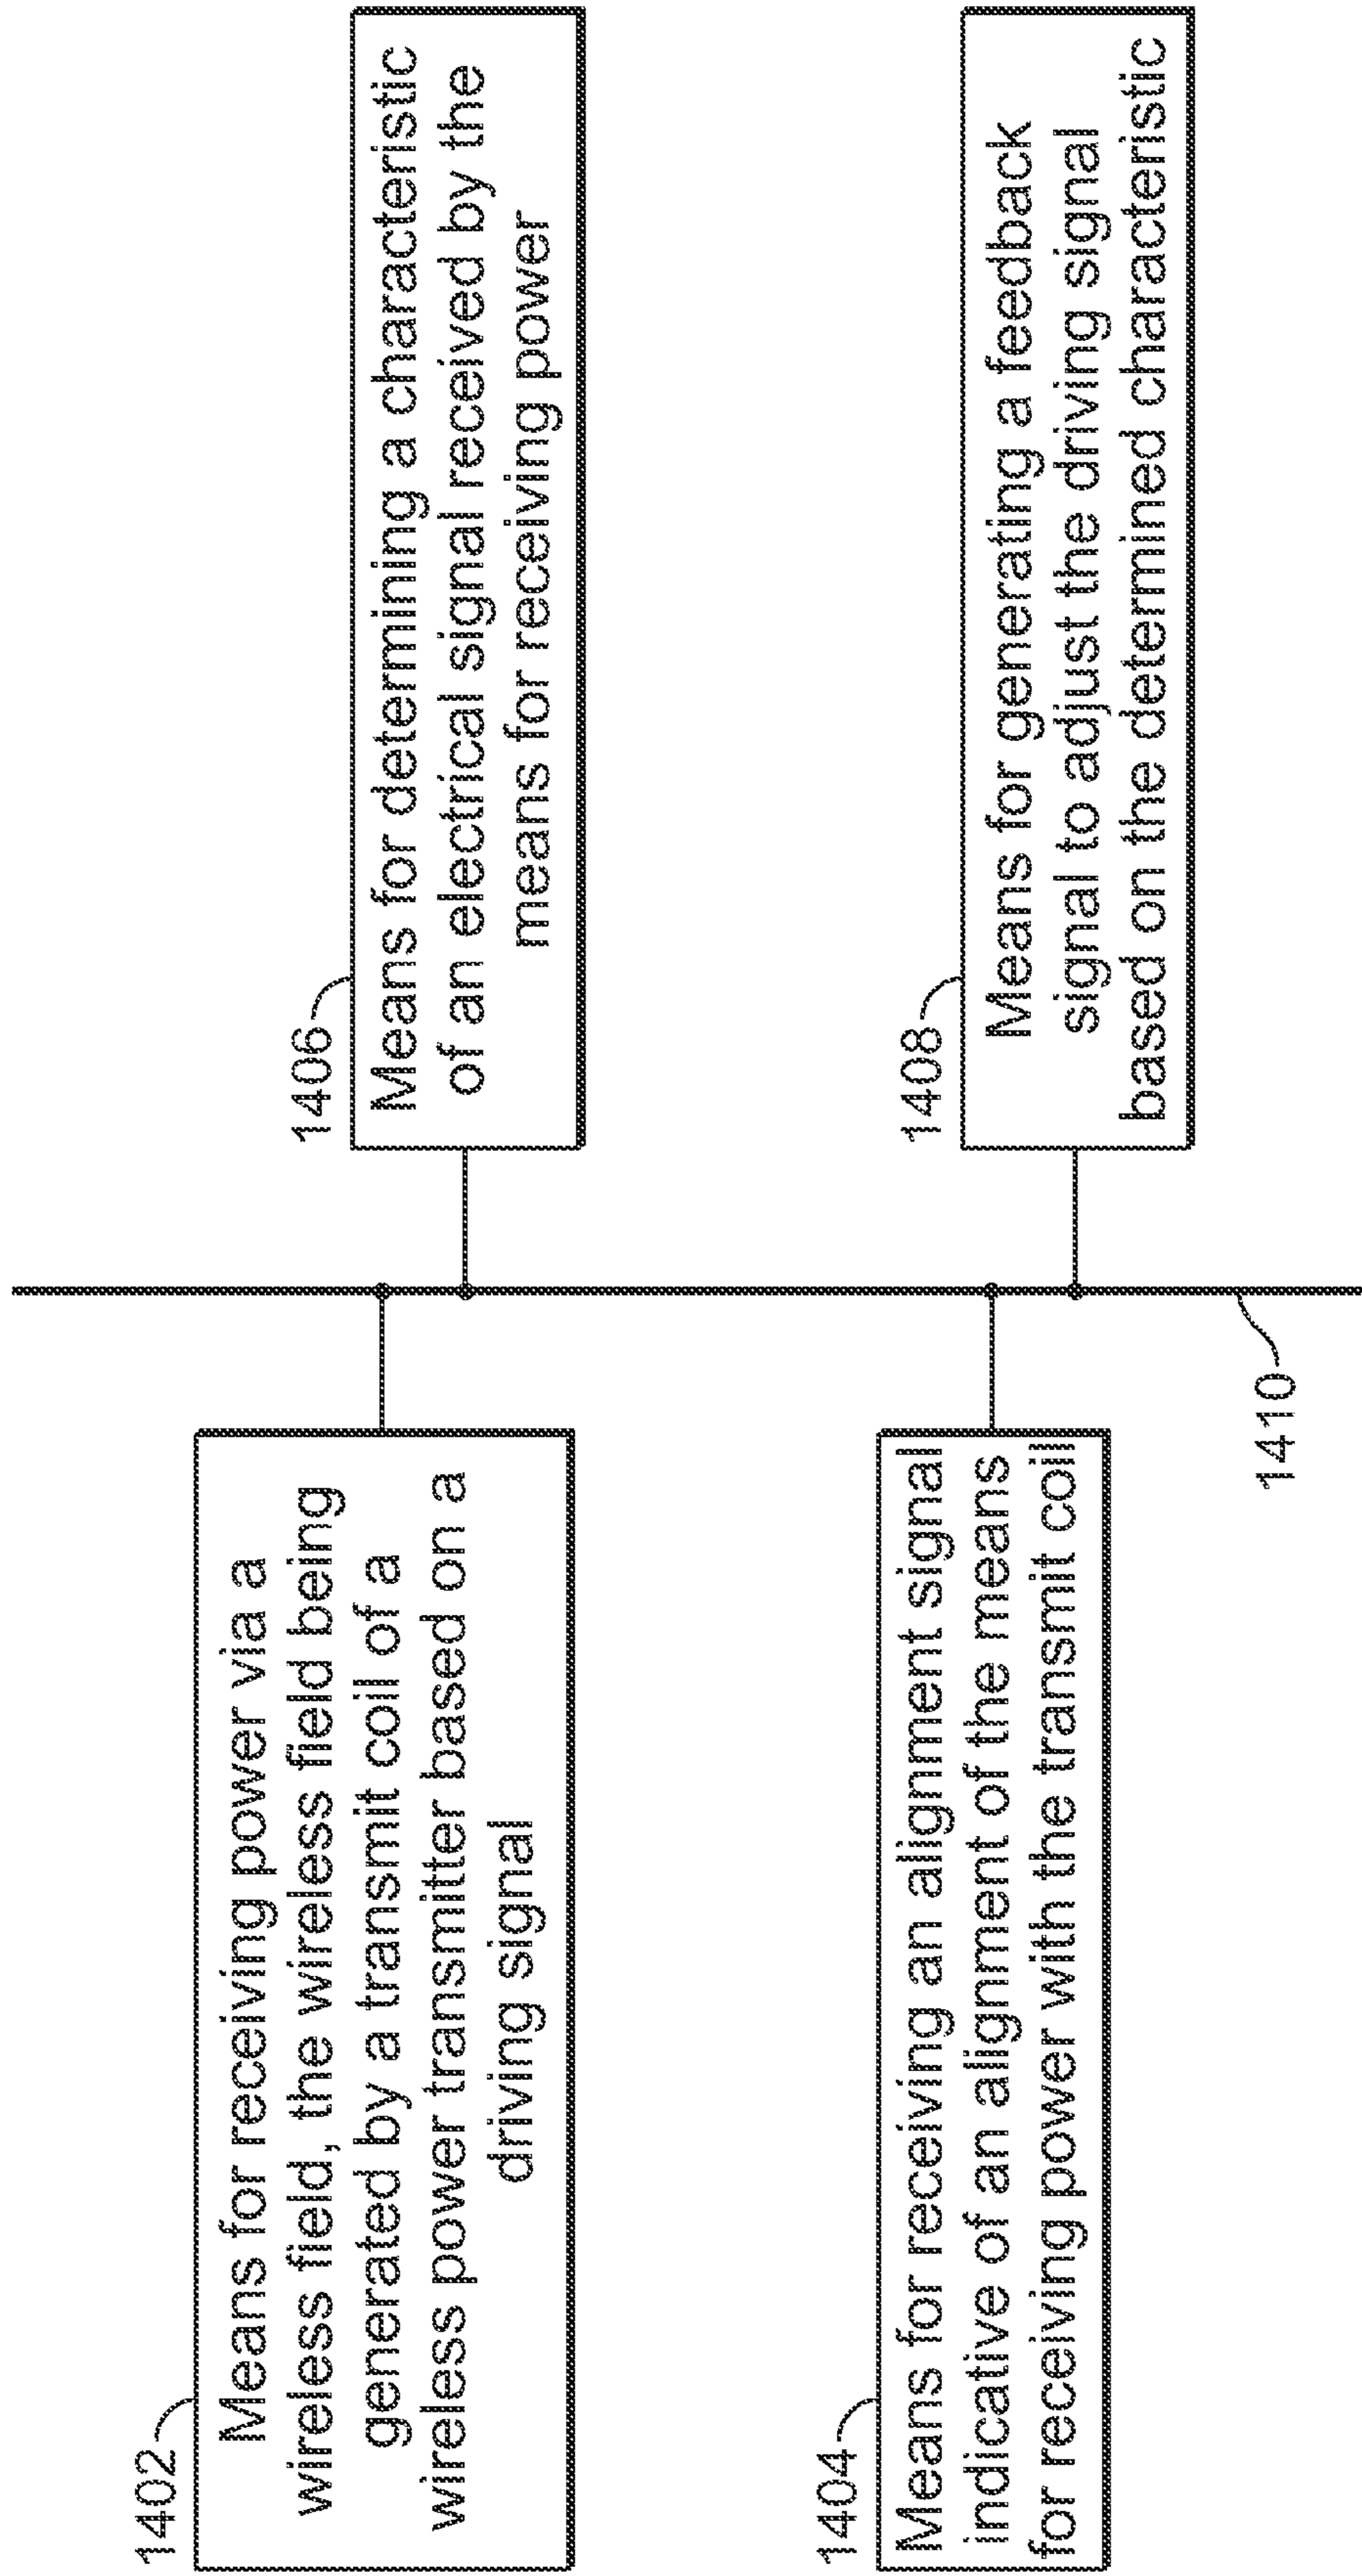 1402
Means for receiving power via a
wireless field, the wireless field being
generated by a transmit coil of a
wireless power transmitter based on a
driving signal
1404
Means for receiving an alignment signal
indicative of an alignment of the means
for receiving power with the transmit coil
1406
Means for determining a characteristic
of an electrical signal received by the
means for receiving power
1408
Means for generating a feedback
signal to adjust the driving signal
based on the determined characteristic
1410